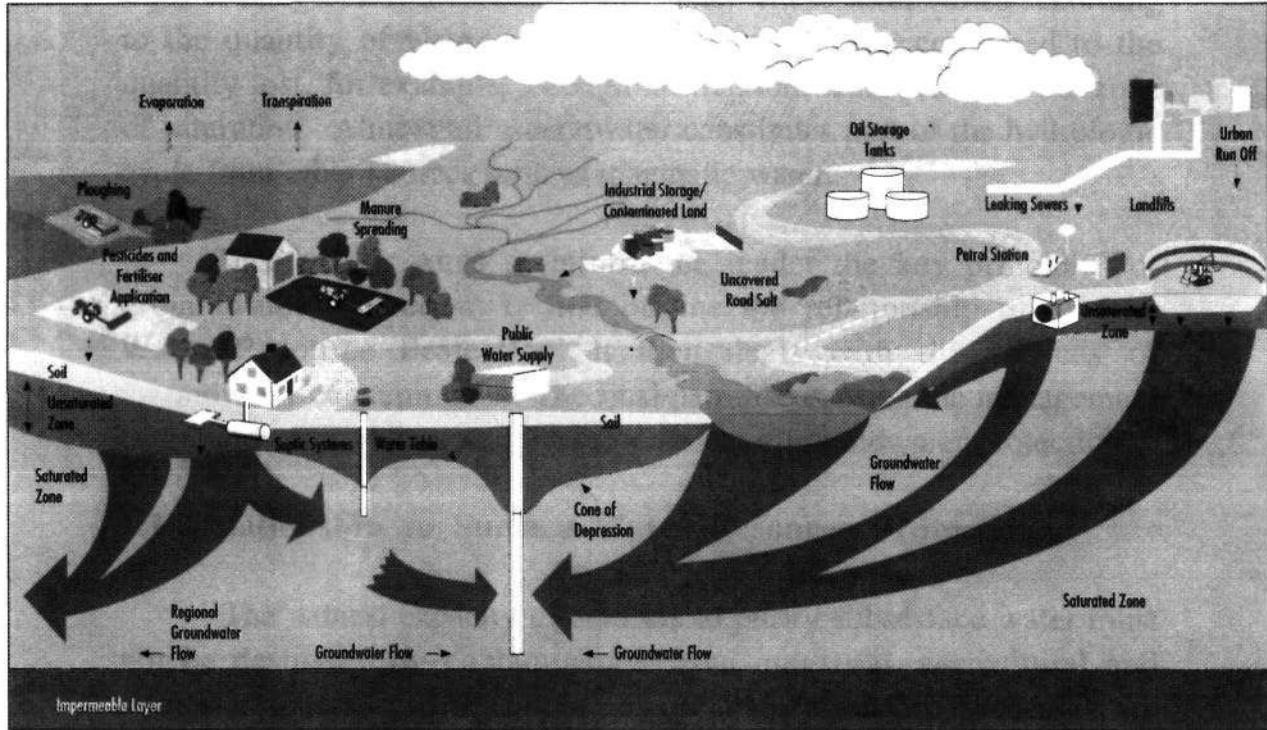 Evaporation
Transpiration
Oil Storage
Tanks
Urban
Run Off
Ploughing
Manure
Spreading
Industrial Storage/
Contaminated Land
Leaking Sewers
Landfills
Pesticides and
Fertiliser
Application
Petrol Station
Uncovered
Road Salt
Unsaturated
Zone
Public
Water Supply
Soil
Unsaturated
Zone
Soil
Septic Systems
Water Table
Saturated
Zone
Groundwater
Flow
Cone of
Depression
Regional
Groundwater
Flow
Groundwater Flow
Groundwater Flow
Saturated Zone
Impermeable Layer